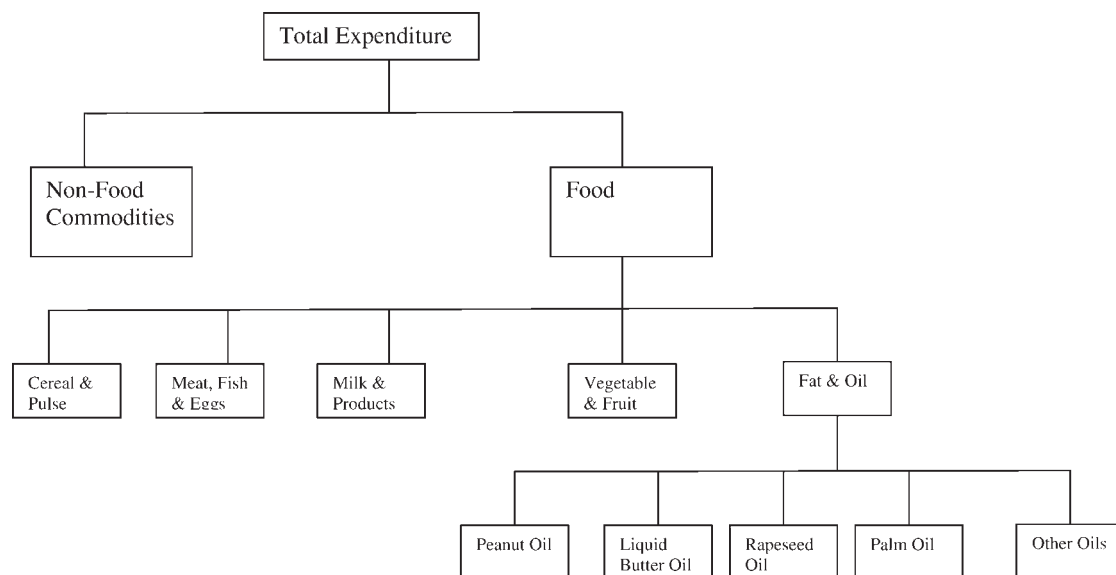 Total Expenditure
Non-Food
Commodities
Food
Cereal &
Pulse
Meat, Fish
& Eggs
Milk &
Products
Vegetable
& Fruit
Fat & Oil
Peanut Oil
Liquid
Butter Oil
Rapeseed
Oil
Palm Oil
Other Oils